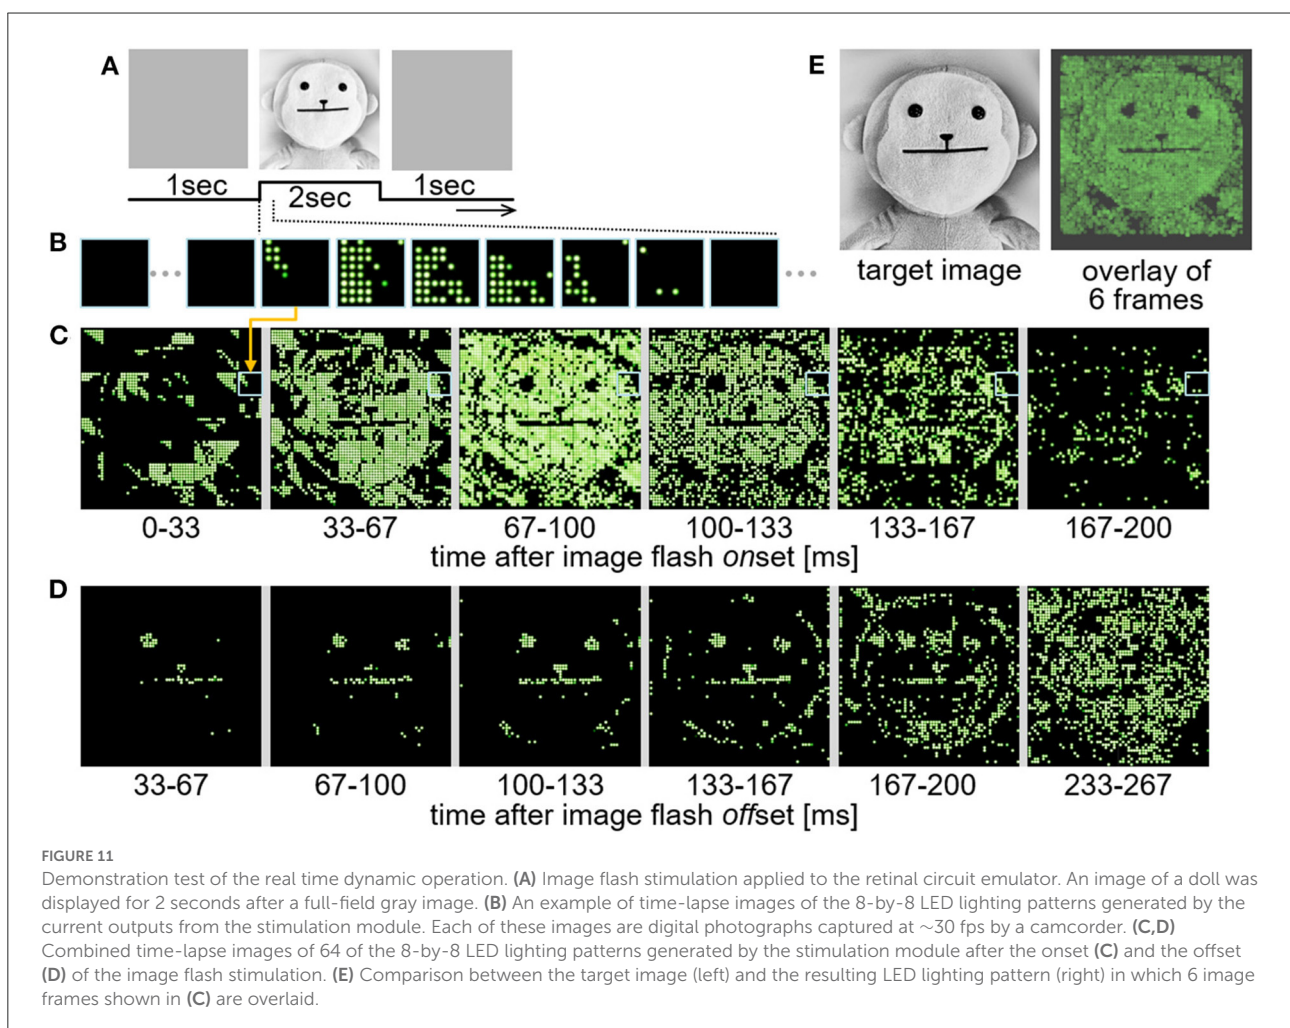 A
E
1sec
2sec
1sec
B
target image
overlay of
6 frames
C
0-33
33-67
67-100
100-133
133-167
167-200
time after image flash onset [ms]
D
33-67
67-100
100-133
133-167
167-200
233-267
time after image flash offset [ms]
FIGURE 11
Demonstration test of the real time dynamic operation. (A) Image flash stimulation applied to the retinal circuit emulator. An image of a doll was
displayed for 2 seconds after a full-field gray image. (B) An example of time-lapse images of the 8-by-8 LED lighting patterns generated by the
current outputs from the stimulation module. Each of these images are digital photographs captured at ~30 fps by a camcorder. (C,D)
Combined time-lapse images of 64 of the 8-by-8 LED lighting patterns generated by the stimulation module after the onset (C) and the offset
(D) of the image flash stimulation. (E) Comparison between the target image (left) and the resulting LED lighting pattern (right) in which 6 image
frames shown in (C) are overlaid.